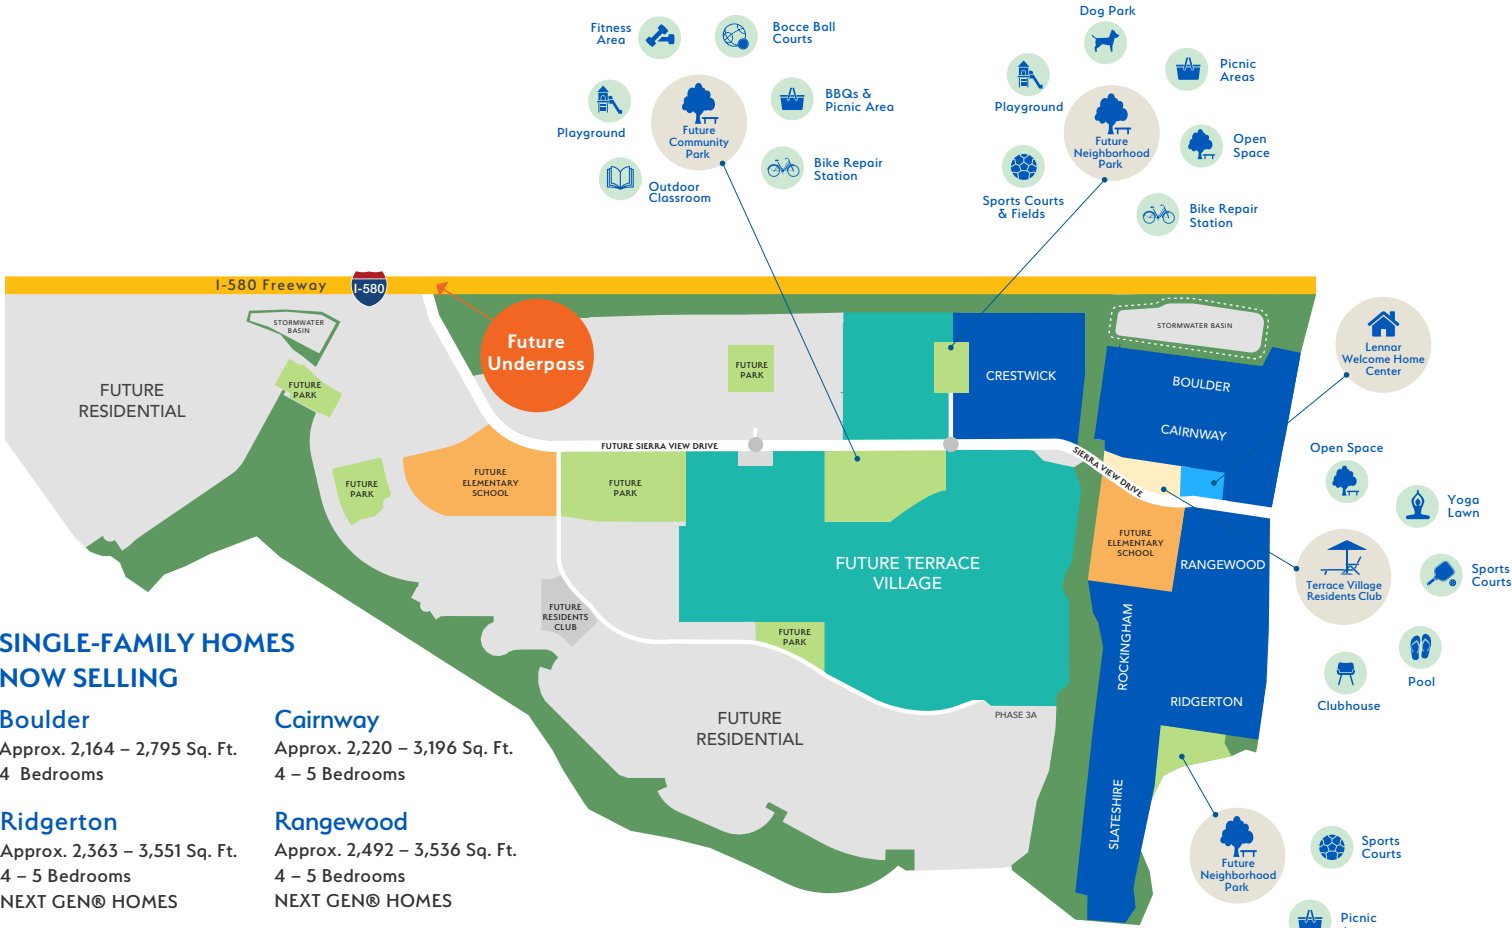 Fitness
Area
Bocce Ball
Courts
Playground
Future
Community
Park
BBQs &
Picnic Area
Outdoor
Classroom
Bike Repair
Station
Dog Park
Playground
Picnic
Areas
Future
Neighborhood
Park
Open
Space
Sports Courts
& Fields
Bike Repair
Station
I-580 Freeway
I-580
STORMWATER
BASIN
FUTURE
RESIDENTIAL
FUTURE
PARK
Future
Underpass
FUTURE
PARK
CRESTWICK
STORMWATER BASIN
BOULDER
CAIRNWAY
Lennar
Welcome Home
Center
FUTURE SIERRA VIEW DRIVE
SIERRA VIEW DRIVE
FUTURE
PARK
FUTURE
ELEMENTARY
SCHOOL
FUTURE
PARK
Open Space
Yoga
Lawn
FUTURE
ELEMENTARY
SCHOOL
RANGEWOOD
FUTURE TERRACE
VILLAGE
Terrace Village
Residents Club
Sports
Courts
FUTURE
RESIDENTS
CLUB
FUTURE
PARK
ROCKINGHAM
Pool
Clubhouse
RIDGERTON
PHASE 3A
FUTURE
RESIDENTIAL
SLATESHIRE
Future
Neighborhood
Park
Sports
Courts
Picnic
SINGLE-FAMILY HOMES
NOW SELLING
Boulder
Approx. 2,164 – 2,795 Sq. Ft.
4 Bedrooms
Cairnway
Approx. 2,220 – 3,196 Sq. Ft.
4 – 5 Bedrooms
Ridgerton
Approx. 2,363 – 3,551 Sq. Ft.
4 – 5 Bedrooms
NEXT GEN® HOMES
Rangewood
Approx. 2,492 – 3,536 Sq. Ft.
4 – 5 Bedrooms
NEXT GEN® HOMES